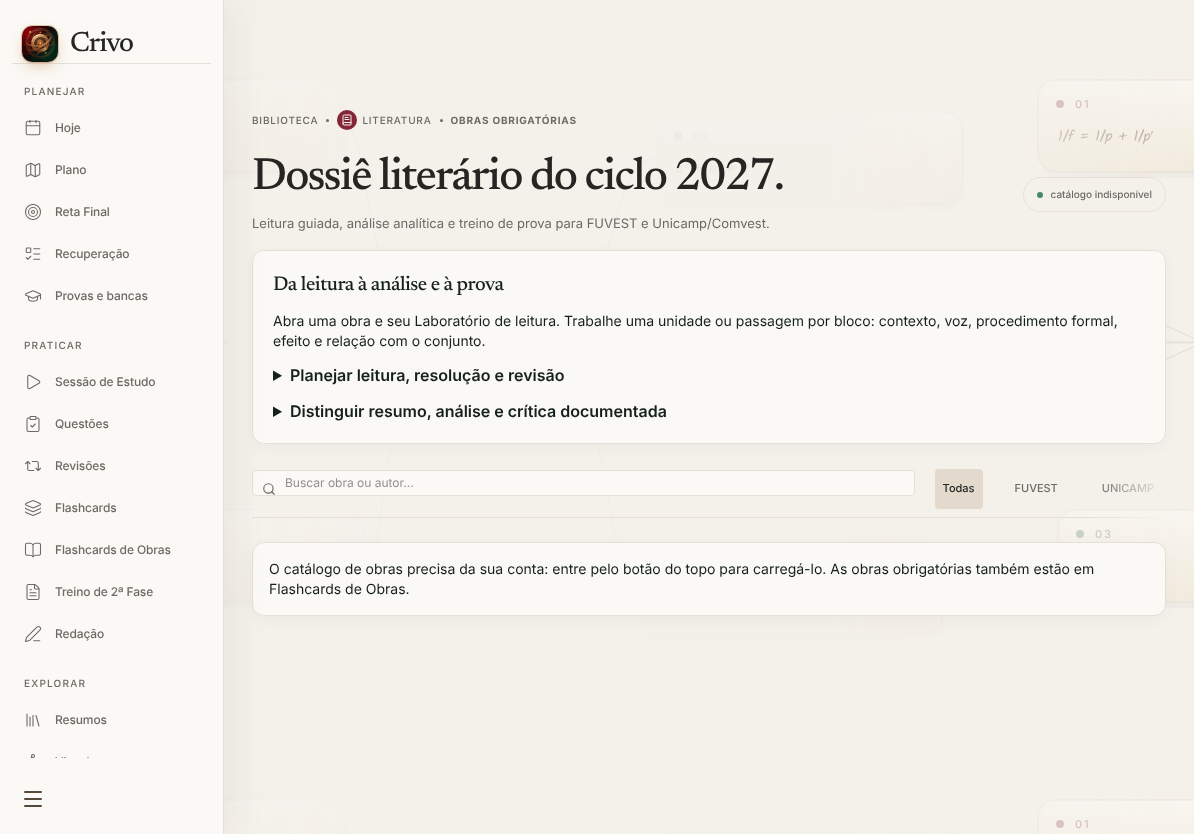 Crivo
PLANEJAR
Hoje
Plano
Reta Final
Recuperação
Provas e bancas
PRATICAR
Sessão de Estudo
Questões
Revisões
Flashcards
Flashcards de Obras
Treino de 2ª Fase
Redação
EXPLORAR
Resumos
BIBLIOTECA • LITERATURA • OBRAS OBRIGATÓRIAS
Dossiê literário do ciclo 2027.
Leitura guiada, análise analítica e treino de prova para FUVEST e Unicamp/Comvest.
01
1/f = 1/p + 1/p'
02
catálogo indisponível
Da leitura à análise e à prova
Abra uma obra e seu Laboratório de leitura. Trabalhe uma unidade ou passagem por bloco: contexto, voz, procedimento formal,
efeito e relação com o conjunto.
Planejar leitura, resolução e revisão
Distinguir resumo, análise e crítica documentada
Buscar obra ou autor...
Todas FUVEST UNICAMP
03
O catálogo de obras precisa da sua conta: entre pelo botão do topo para carregá-lo. As obras obrigatórias também estão em
Flashcards de Obras.
01